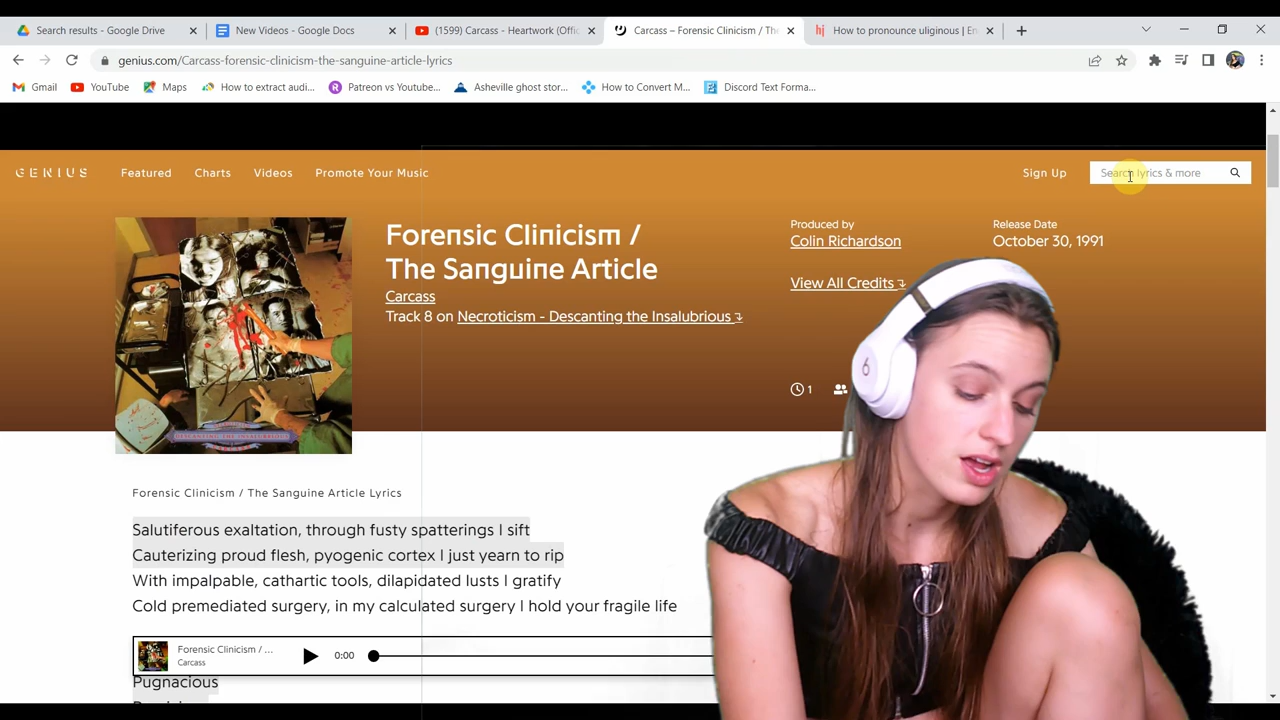 Search results - Google Drive
New Videos - Google Docs
(1599) Carcass - Heartwork (Offic
Carcass – Forensic Clinicism / The
How to pronounce uliginous | En
genius.com/Carcass-forensic-clinicism-the-sanguine-article-lyrics
Gmail
YouTube
Maps
How to extract audi...
Patreon vs Youtube...
Asheville ghost stor...
How to Convert M...
Discord Text Forma...
GENIUS
Featured
Charts
Videos
Promote Your Music
Sign Up
Search lyrics & more
Forensic Clinicism /
The Sanguine Article
Carcass
Track 8 on Necroticism - Descanting the Insalubrious
Produced by
Colin Richardson
Release Date
October 30, 1991
View All Credits
1
Forensic Clinicism / The Sanguine Article Lyrics
Salutiferous exaltation, through fusty spatterings I sift
Cauterizing proud flesh, pyogenic cortex I just yearn to rip
With impalpable, cathartic tools, dilapidated lusts I gratify
Cold premediated surgery, in my calculated surgery I hold your fragile life
Forensic Clinicism / ...
Carcass
0:00
Pugnacious